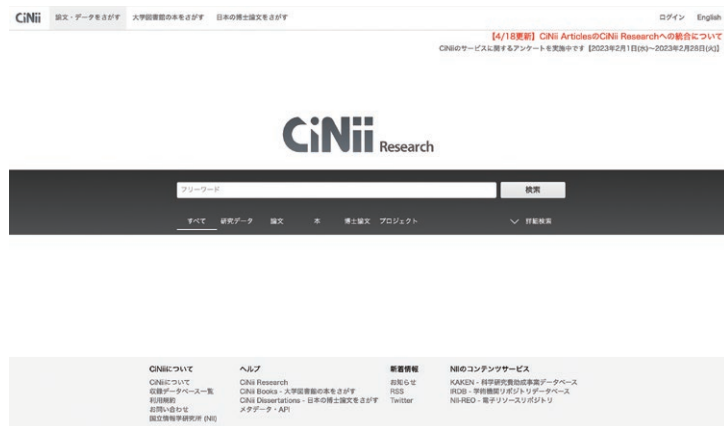 CiNii 論文・データをさがす 大学図書館の本をさがす 日本の博士論文をさがす ログイン English
【4/18更新】CiNii ArticlesのCiNii Researchへの統合について
CiNiiのサービスに関するアンケートを実施中です【2023年2月1日(水)～2023年2月28日(火)】
CiNii Research
フリーワード 検索
すべて 研究データ 論文 本 博士論文 プロジェクト 詳細検索
CiNiiについて ヘルプ 新着情報 NIIのコンテンツサービス
CiNiiについて CiNii Research お知らせ KAKEN - 科学研究費助成事業データベース
収録データベース一覧 CiNii Books - 大学図書館の本をさがす RSS IRDB - 学術機関リポジトリデータベース
利用規約 CiNii Dissertations - 日本の博士論文をさがす Twitter NII-REO - 電子リソースリポジトリ
お問い合わせ メタデータ・API
国立情報学研究所 (NII)